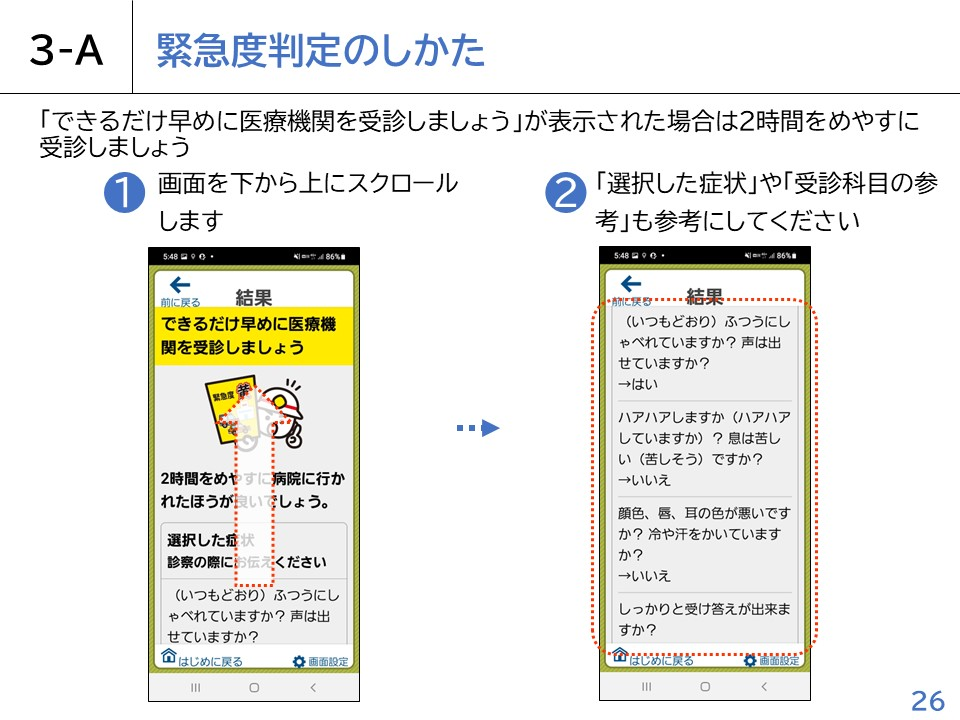 3-A
緊急度判定のしかた
「できるだけ早めに医療機関を受診しましょう」が表示された場合は2時間をめやすに
受診しましょう
1
画面を下から上にスクロール
します
2
「選択した症状」や「受診科目の参
考」も参考にしてください
5:48
86%
前に戻る
結果
できるだけ早めに医療機
関を受診しましょう
緊急度
2時間をめやすに病院に行か
れたほうが良いでしょう。
選択した症状
診察の際にお伝えください
（いつもどおり）ふつうにし
ゃべれていますか？ 声は出
せていますか？
はじめに戻る
画面設定
5:48
86%
前に戻る
結果
（いつもどおり）ふつうにし
ゃべれていますか？ 声は出
せていますか？
→はい
ハアハアしますか（ハアハア
していますか）？ 息は苦し
い（苦しそう）ですか？
→いいえ
顔色、唇、耳の色が悪いです
か？ 冷や汗をかいています
か？
→いいえ
しっかりと受け答えが出来ま
すか？
はじめに戻る
画面設定
26